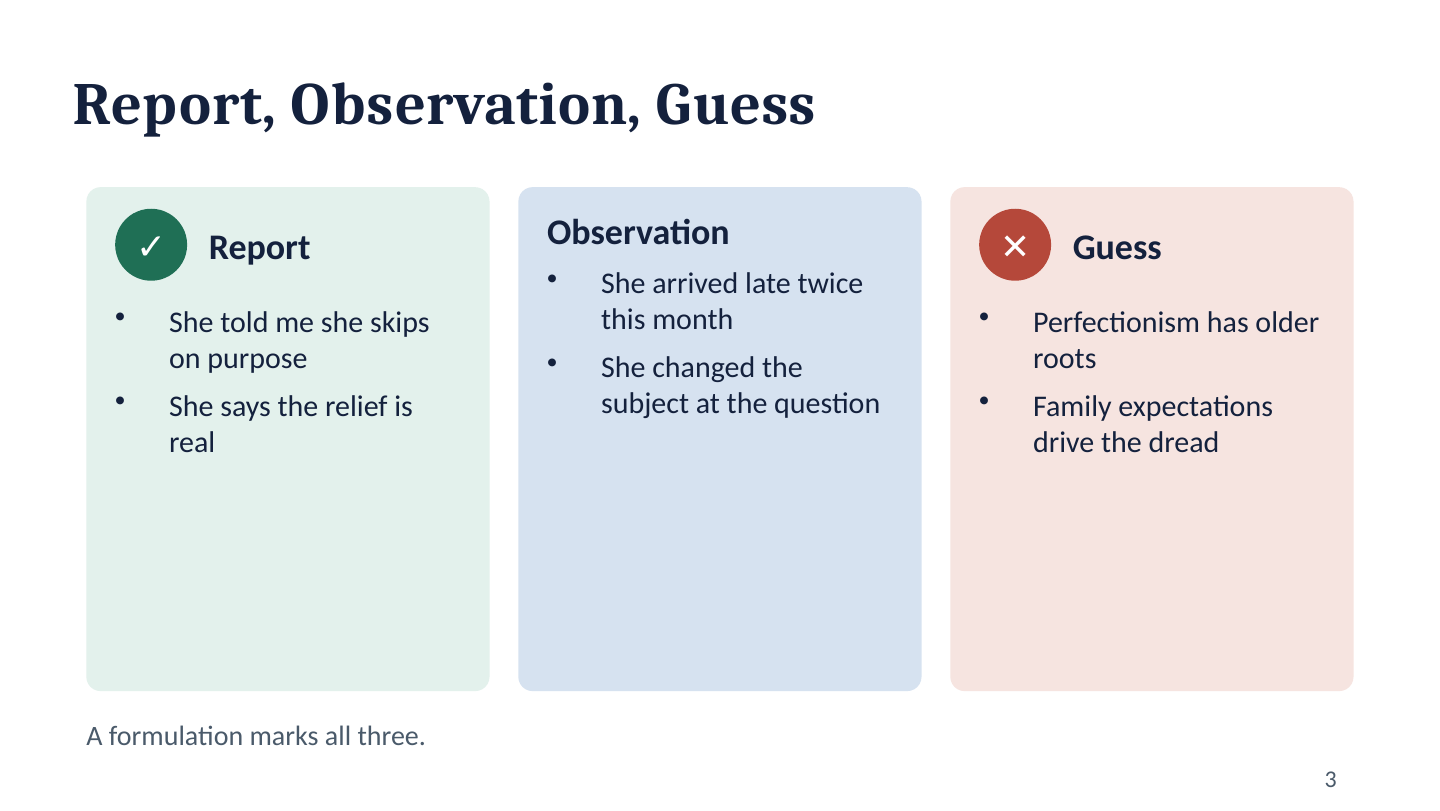 Report, Observation, Guess
✓ Report
• She told me she skips
on purpose
• She says the relief is
real
Observation
• She arrived late twice
this month
• She changed the
subject at the question
✕ Guess
• Perfectionism has older
roots
• Family expectations
drive the dread
A formulation marks all three.
3